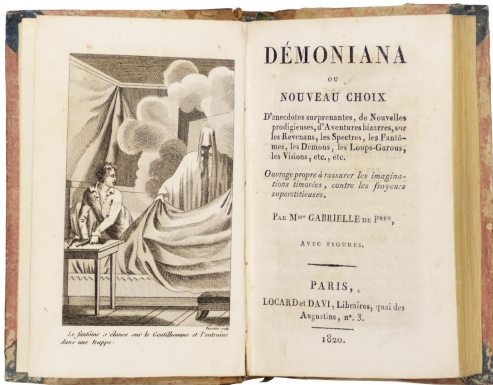 Le fantôme s'élance sur le Gentilhomme et l'entraine
dans une trappe.
DÉMONIANA
OU
NOUVEAU CHOIX
D'anecdotes surprenantes, de Nouvelles
prodigieuses, d'Aventures bizarres, sur
les Revenans, les Spectres, les Fantô-
mes, les Démons, les Loups-Garous,
les Visions, etc., etc.
Ouvrage propre à rassurer les imagina-
tions timorées, contre les frayeurs
superstitieuses.
PAR Mme GABRIELLE DE P***,
AVEC FIGURES.
PARIS,
LOCARD et DAVI, Libraires, quai des
Augustins, n°. 3.
1820.